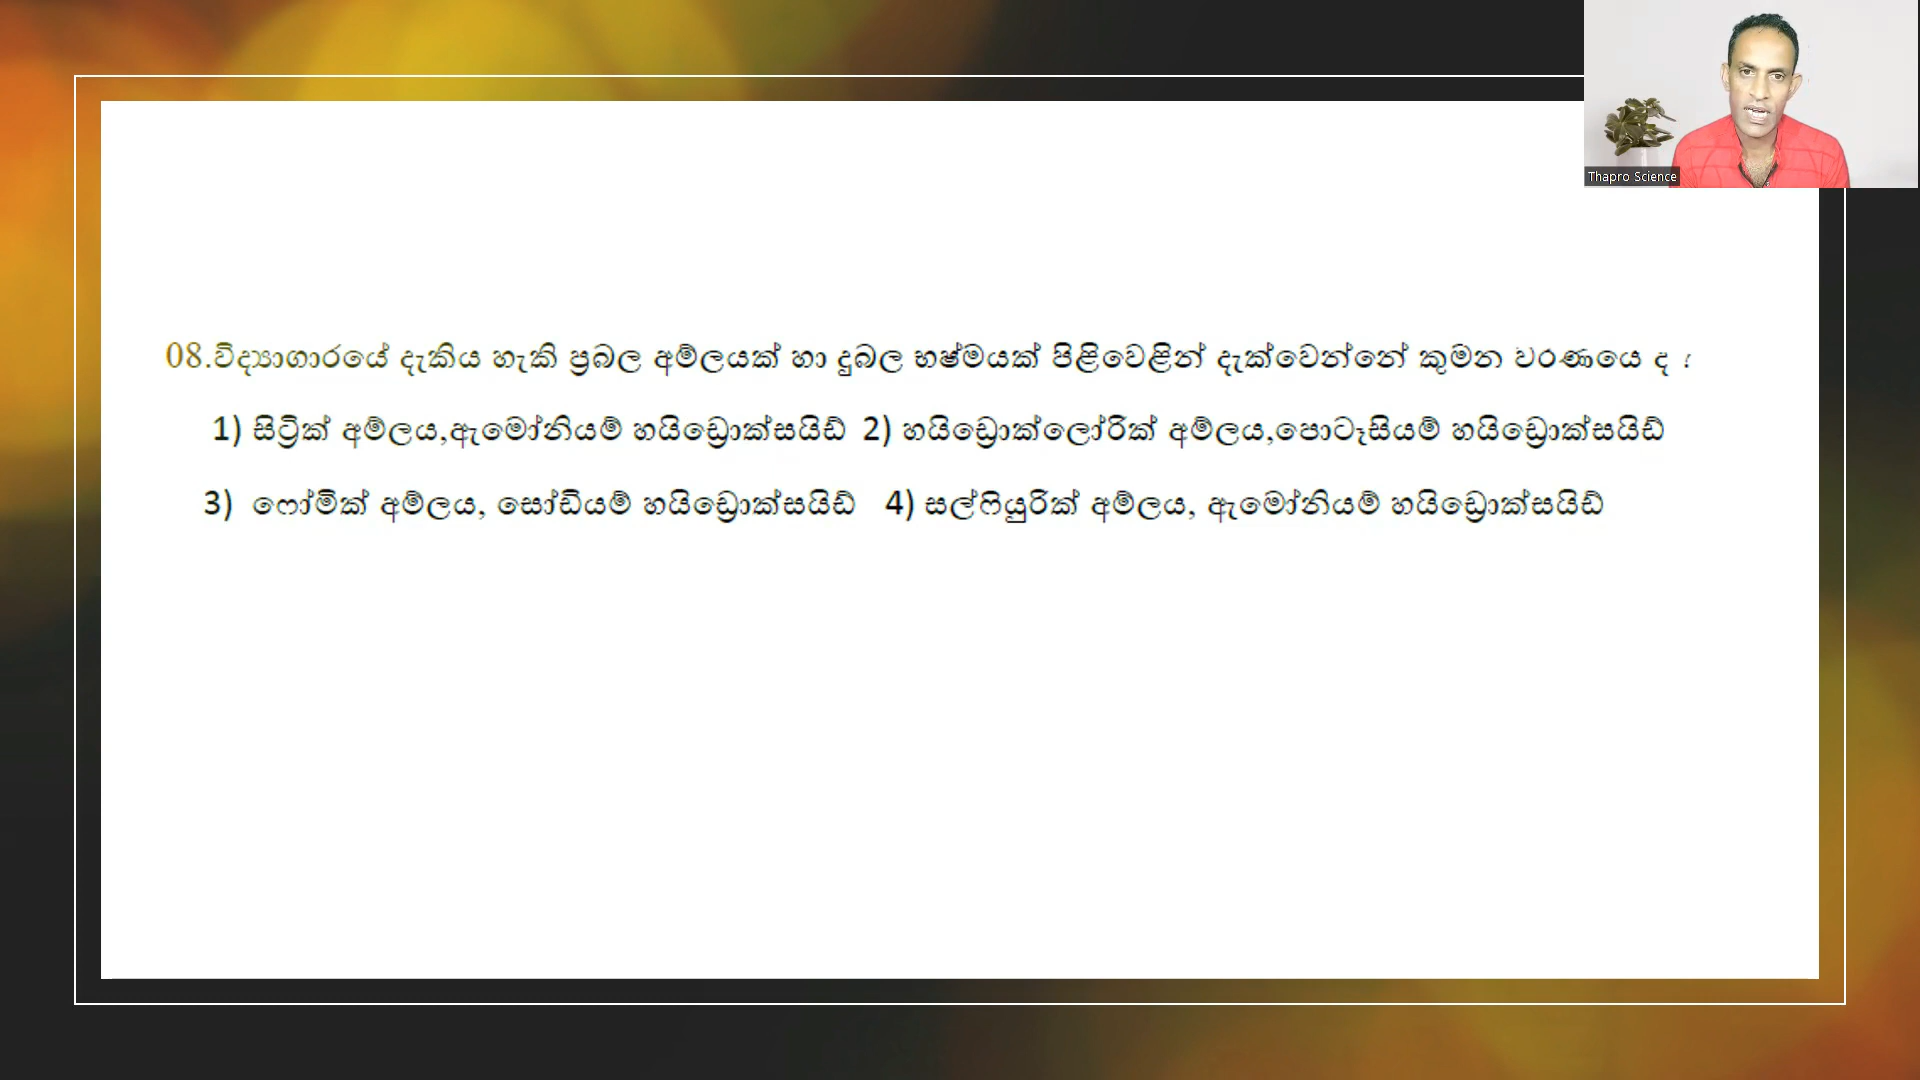 Thapro Science
08.විද්‍යාගාරයේ දැකිය හැකි ප්‍රබල අම්ලයක් හා දුබල භෂ්මයක් පිළිවෙළින් දැක්වෙන්නේ කුමන වරණයෙ ද ?
1) සිට්‍රික් අම්ලය,ඇමෝනියම් හයිඩ්‍රොක්සයිඩ් 2) හයිඩ්‍රොක්ලෝරික් අම්ලය,පොටෑසියම් හයිඩ්‍රොක්සයිඩ්
3) ෆෝමික් අම්ලය, සෝඩියම් හයිඩ්‍රොක්සයිඩ් 4) සල්ෆියුරික් අම්ලය, ඇමෝනියම් හයිඩ්‍රොක්සයිඩ්